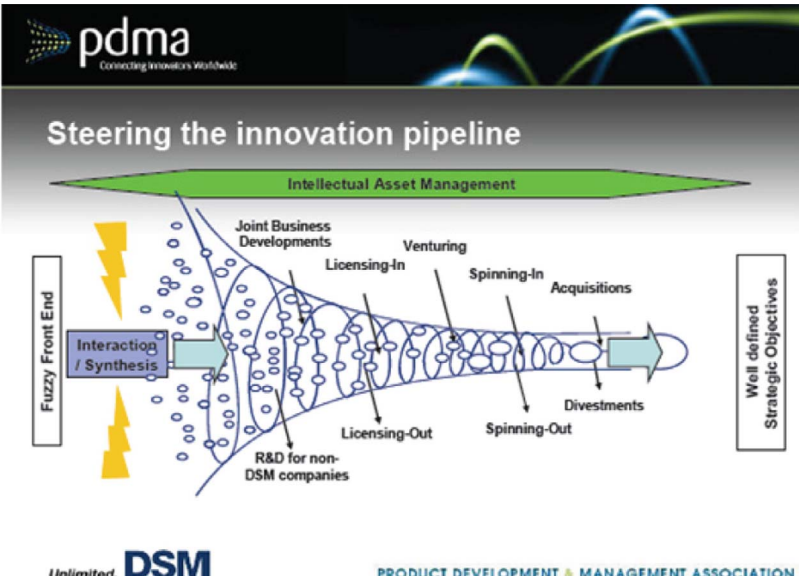 pdma
Connecting Innovators Worldwide
Steering the innovation pipeline
Intellectual Asset Management
Joint Business
Developments
Licensing-In
Venturing
Spinning-In
Acquisitions
Fuzzy Front End
Interaction
/ Synthesis
Well defined
Strategic Objectives
Divestments
Licensing-Out
Spinning-Out
R&D for non-
DSM companies
Unlimited. DSM
PRODUCT DEVELOPMENT & MANAGEMENT ASSOCIATION